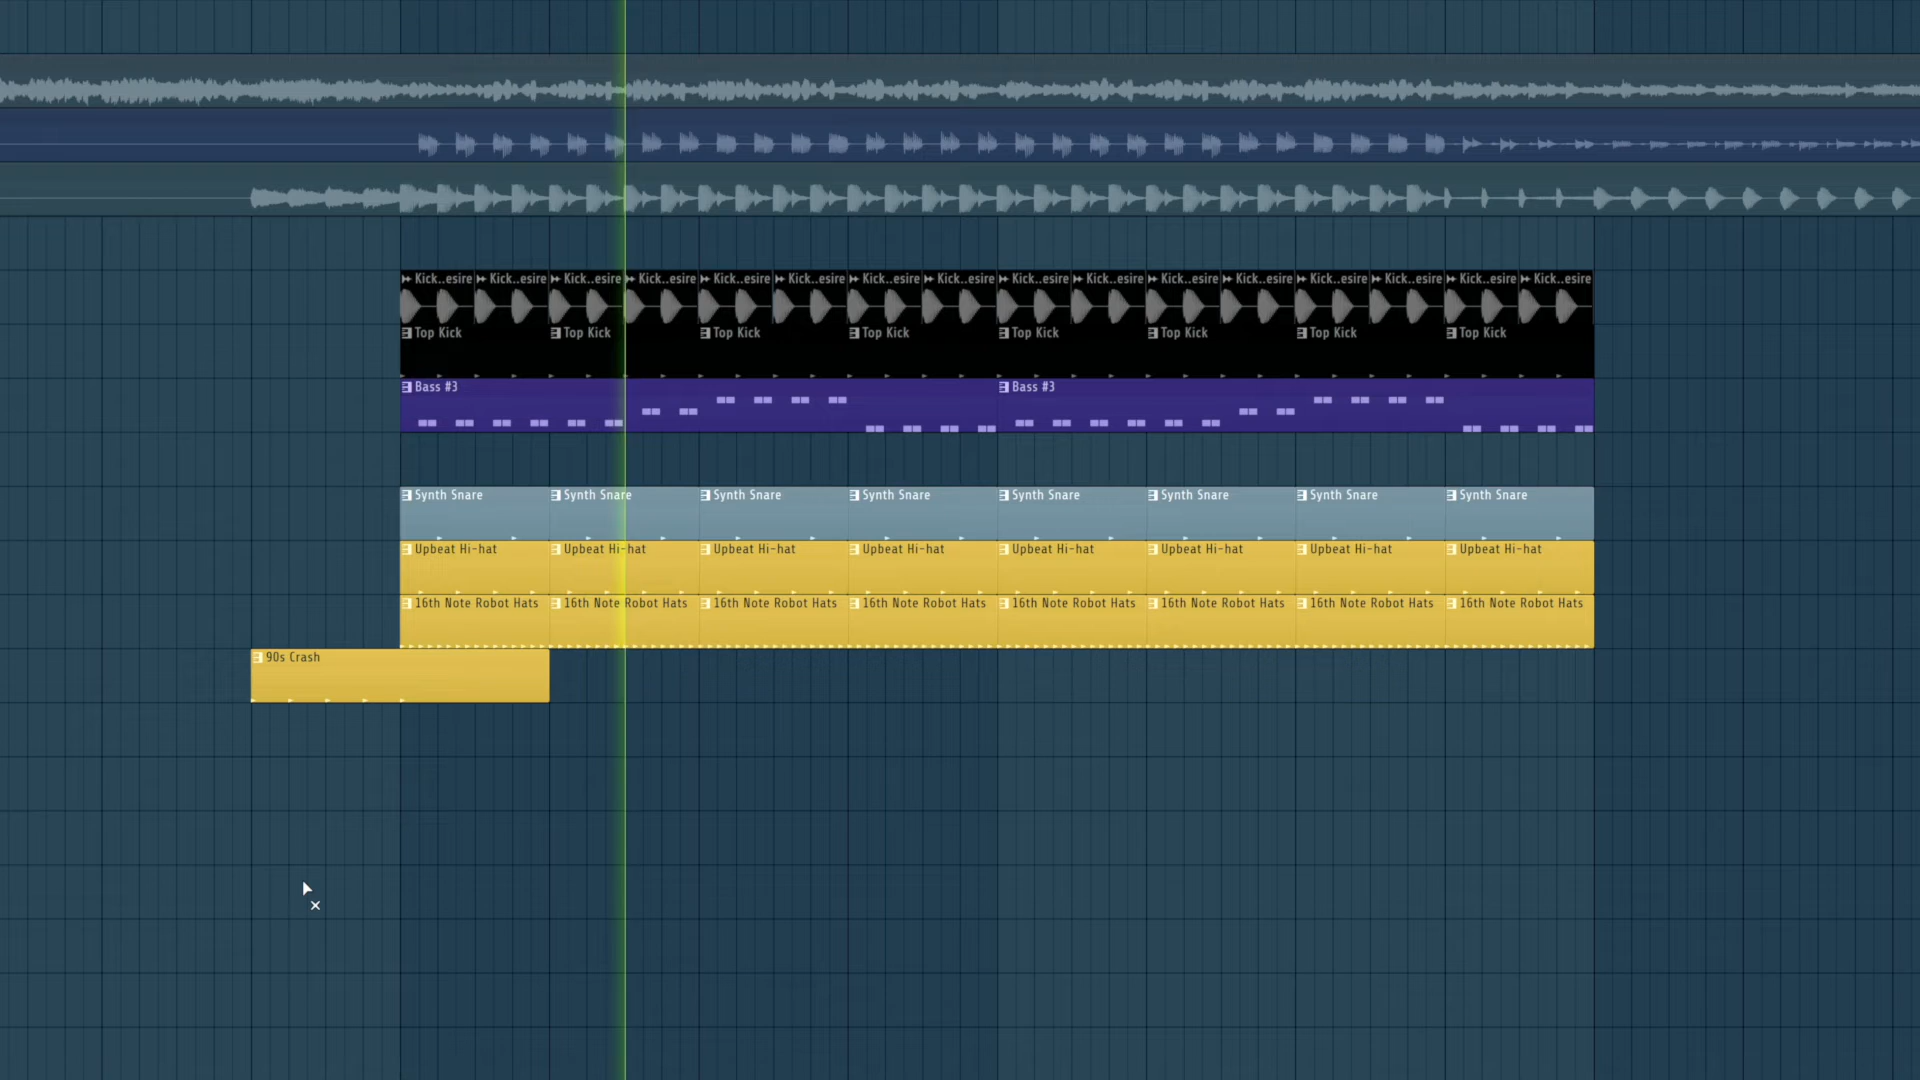 Kick..esire Kick..esire Kick..esire Kick..esire Kick..esire Kick..esire Kick..esire Kick..esire Kick..esire Kick..esire Kick..esire Kick..esire Kick..esire Kick..esire Kick..esire Kick..esire
Top Kick Top Kick Top Kick Top Kick Top Kick Top Kick Top Kick Top Kick
Bass #3 Bass #3
Synth Snare Synth Snare Synth Snare Synth Snare Synth Snare Synth Snare Synth Snare Synth Snare
Upbeat Hi-hat Upbeat Hi-hat Upbeat Hi-hat Upbeat Hi-hat Upbeat Hi-hat Upbeat Hi-hat Upbeat Hi-hat Upbeat Hi-hat
16th Note Robot Hats 16th Note Robot Hats 16th Note Robot Hats 16th Note Robot Hats 16th Note Robot Hats 16th Note Robot Hats 16th Note Robot Hats 16th Note Robot Hats
90s Crash